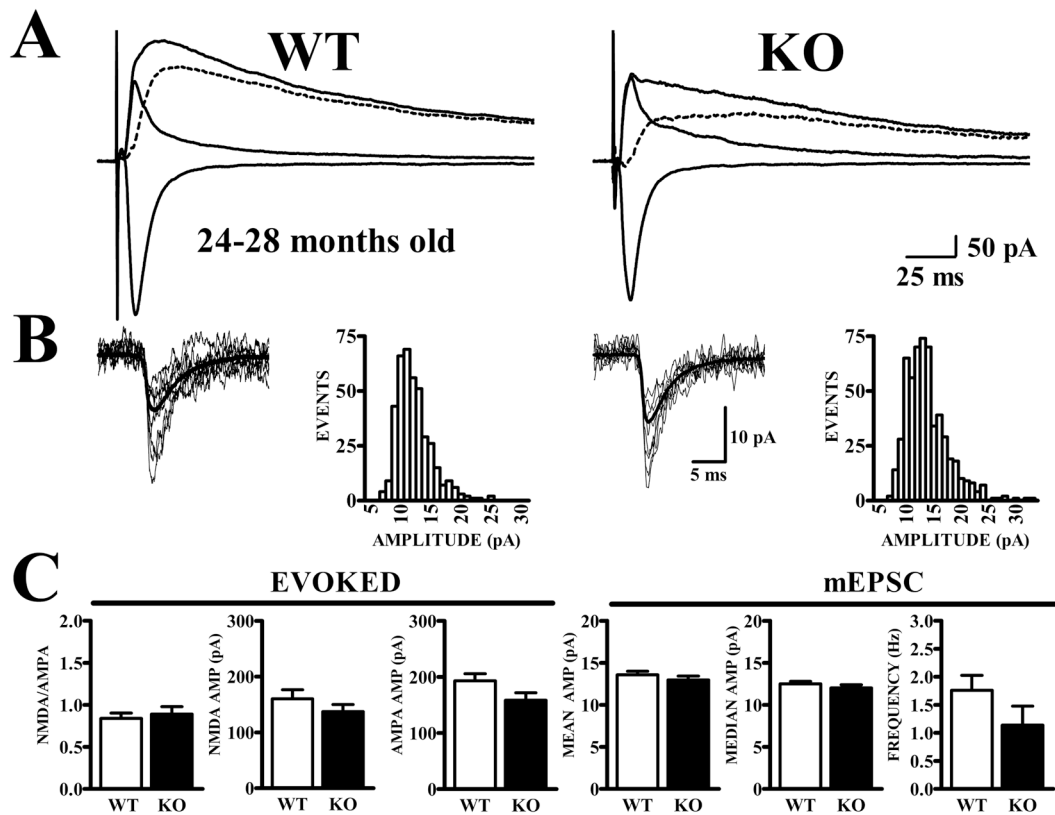 A
WT
KO
24-28 months old
50 pA
25 ms
B
75
50
25
0
EVENTS
5 10 15 20 25 30
AMPLITUDE (pA)
10 pA
5 ms
75
50
25
0
EVENTS
5 10 15 20 25 30
AMPLITUDE (pA)
C
EVOKED
mEPSC
NMDA/AMPA
2.0
1.5
1.0
0.5
0.0
WT KO
NMDA AMP (pA)
300
200
100
0
WT KO
AMPA AMP (pA)
300
200
100
0
WT KO
MEAN AMP (pA)
20
15
10
5
0
WT KO
MEDIAN AMP (pA)
20
15
10
5
0
WT KO
FREQUENCY (Hz)
3.0
2.5
2.0
1.5
1.0
0.5
0.0
WT KO